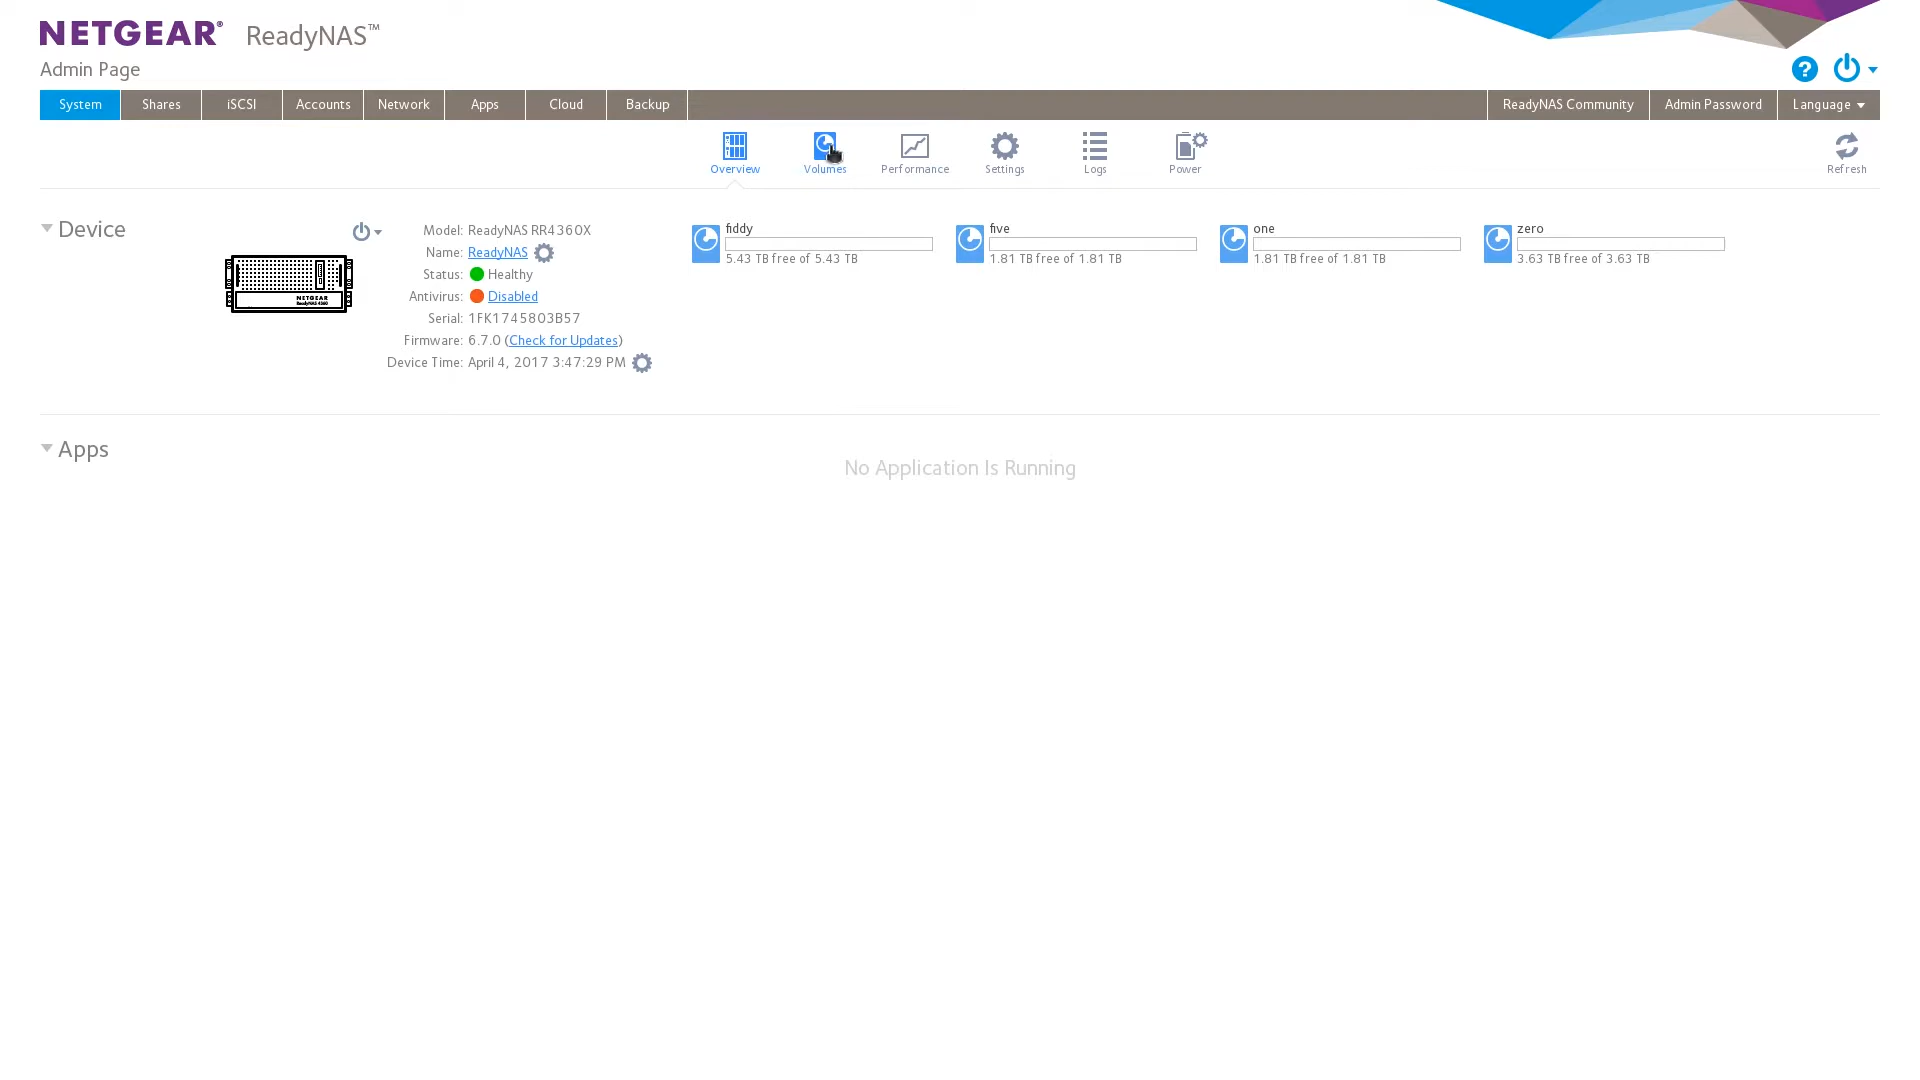 NETGEAR® ReadyNAS™
Admin Page
System Shares iSCSI Accounts Network Apps Cloud Backup ReadyNAS Community Admin Password Language
Overview Volumes Performance Settings Logs Power Refresh
Device
Model: ReadyNAS RR4360X
Name: ReadyNAS
Status: Healthy
Antivirus: Disabled
Serial: 1FK1745803B57
Firmware: 6.7.0 (Check for Updates)
Device Time: April 4, 2017 3:47:29 PM
NETGEAR
ReadyNAS 4360
fiddy
5.43 TB free of 5.43 TB
five
1.81 TB free of 1.81 TB
one
1.81 TB free of 1.81 TB
zero
3.63 TB free of 3.63 TB
Apps
No Application Is Running